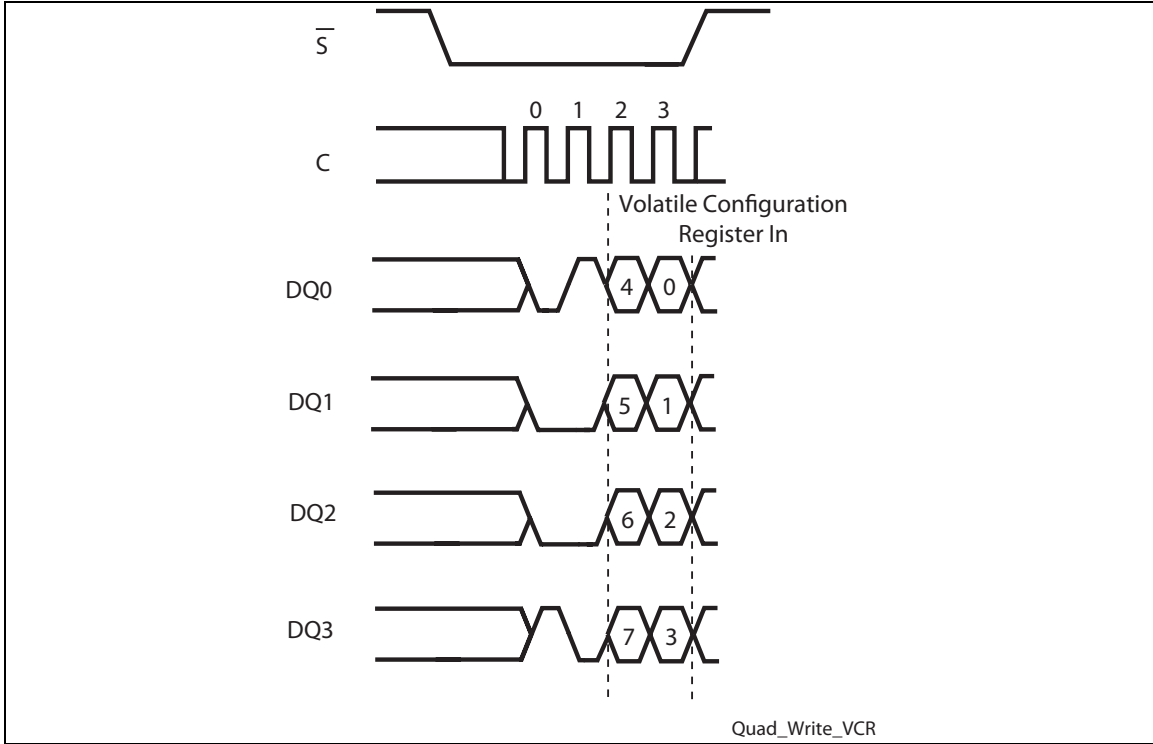 S̅
0 1 2 3
C
Volatile Configuration
Register In
DQ0 4 0
DQ1 5 1
DQ2 6 2
DQ3 7 3
Quad_Write_VCR